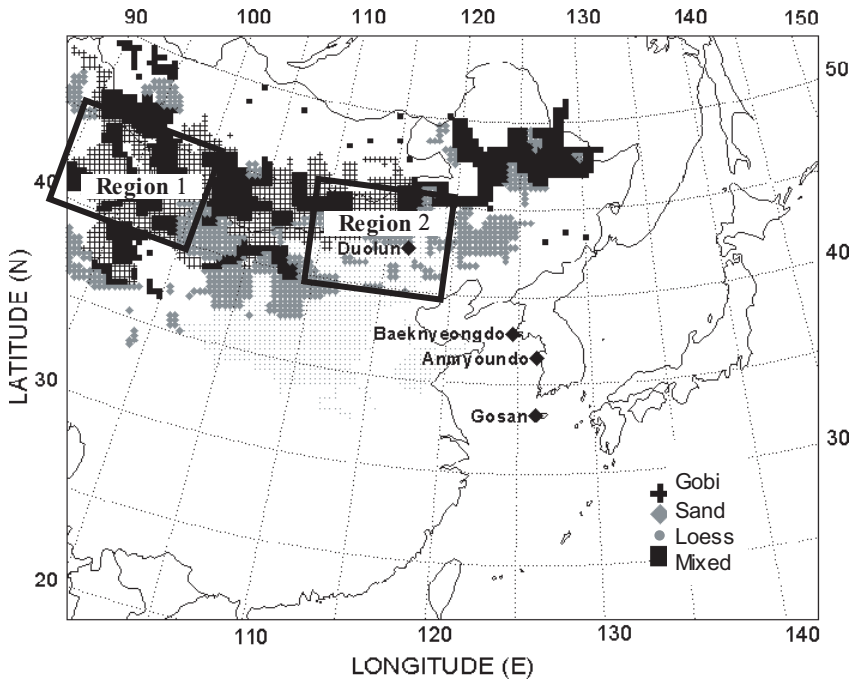 90 100 110 120 130 140 150
50
40
Region 1
Region 2
Duolun
40
Baeknyeongdo
Anmyoundo
30
Gosan
30
Gobi
Sand
Loess
Mixed
20
110 120 130 140
LATITUDE (N)
LONGITUDE (E)